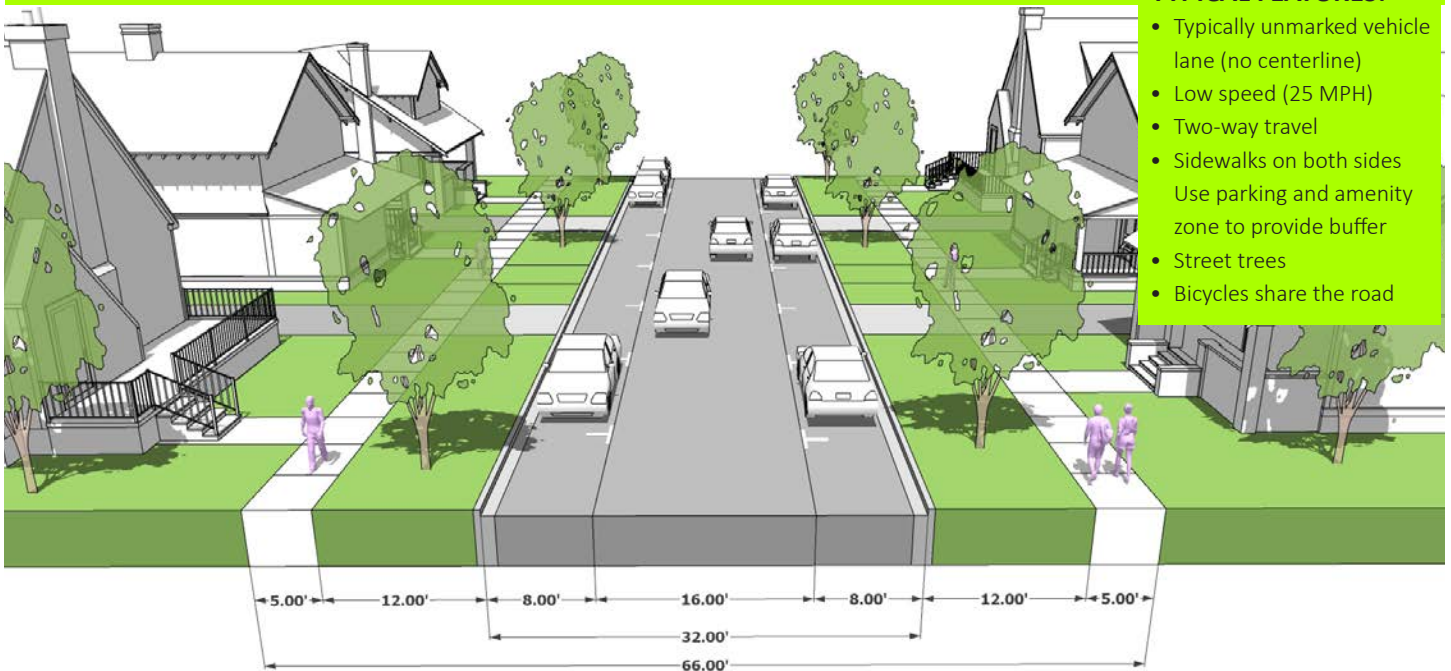 • Typically unmarked vehicle
lane (no centerline)
• Low speed (25 MPH)
• Two-way travel
• Sidewalks on both sides
Use parking and amenity
zone to provide buffer
• Street trees
• Bicycles share the road
5.00' 12.00' 8.00' 16.00' 8.00' 12.00' 5.00'
32.00'
66.00'